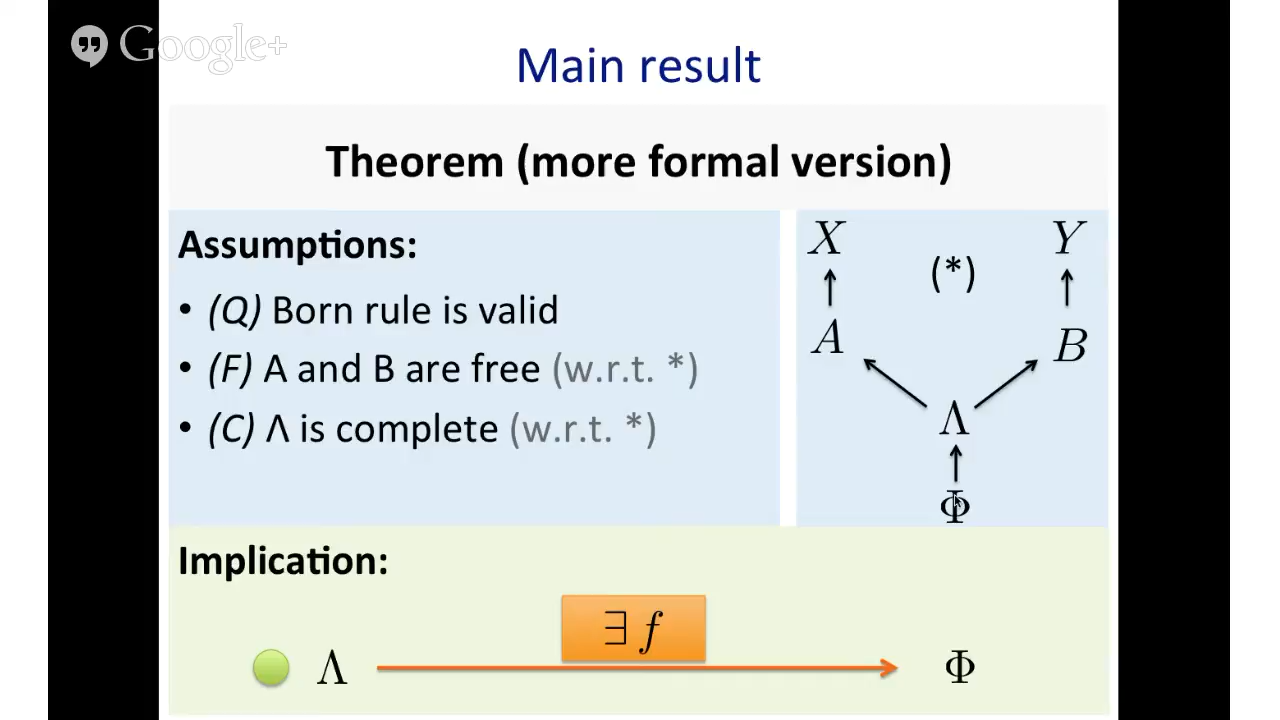 Google+
Main result
Theorem (more formal version)
Assumptions:
• (Q) Born rule is valid
• (F) A and B are free (w.r.t. *)
• (C) Λ is complete (w.r.t. *)
X Y
(*)
A B
Λ
Φ
Implication:
∃ f
Λ Φ